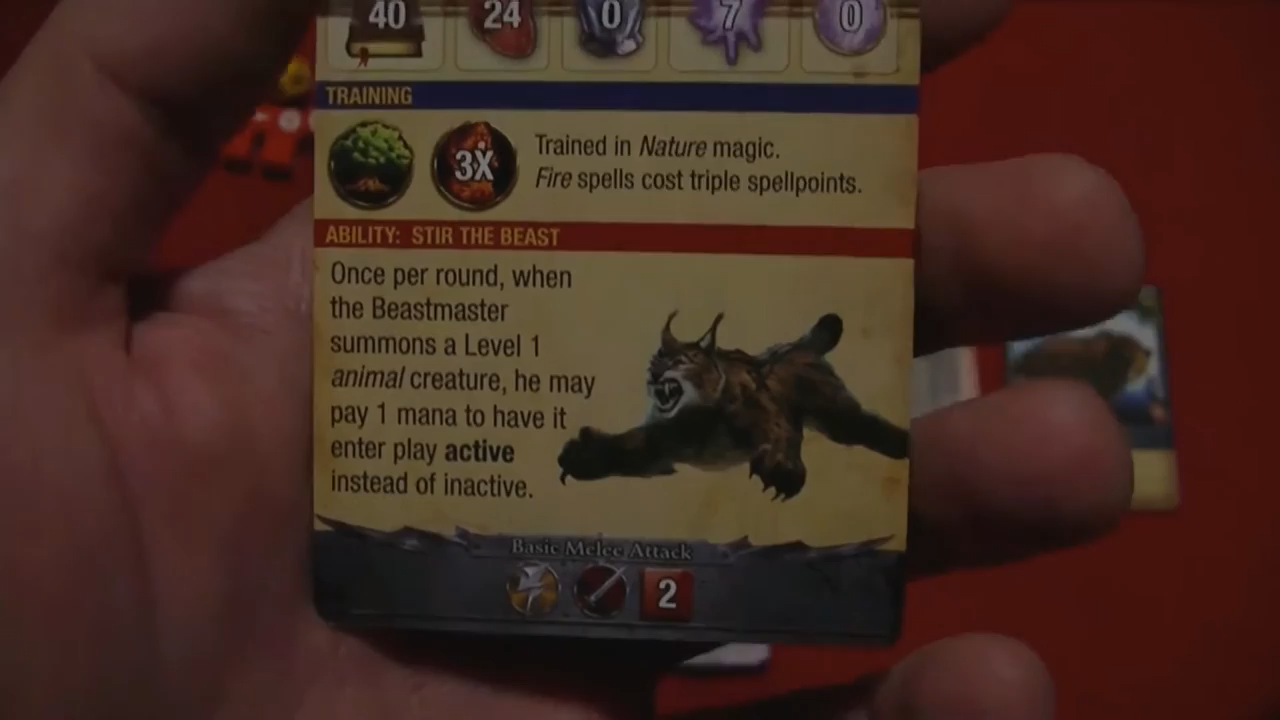 40 24 0 7 0
TRAINING
3X
Trained in Nature magic.
Fire spells cost triple spellpoints.
ABILITY: STIR THE BEAST
Once per round, when
the Beastmaster
summons a Level 1
animal creature, he may
pay 1 mana to have it
enter play active
instead of inactive.
Basic Melee Attack
2